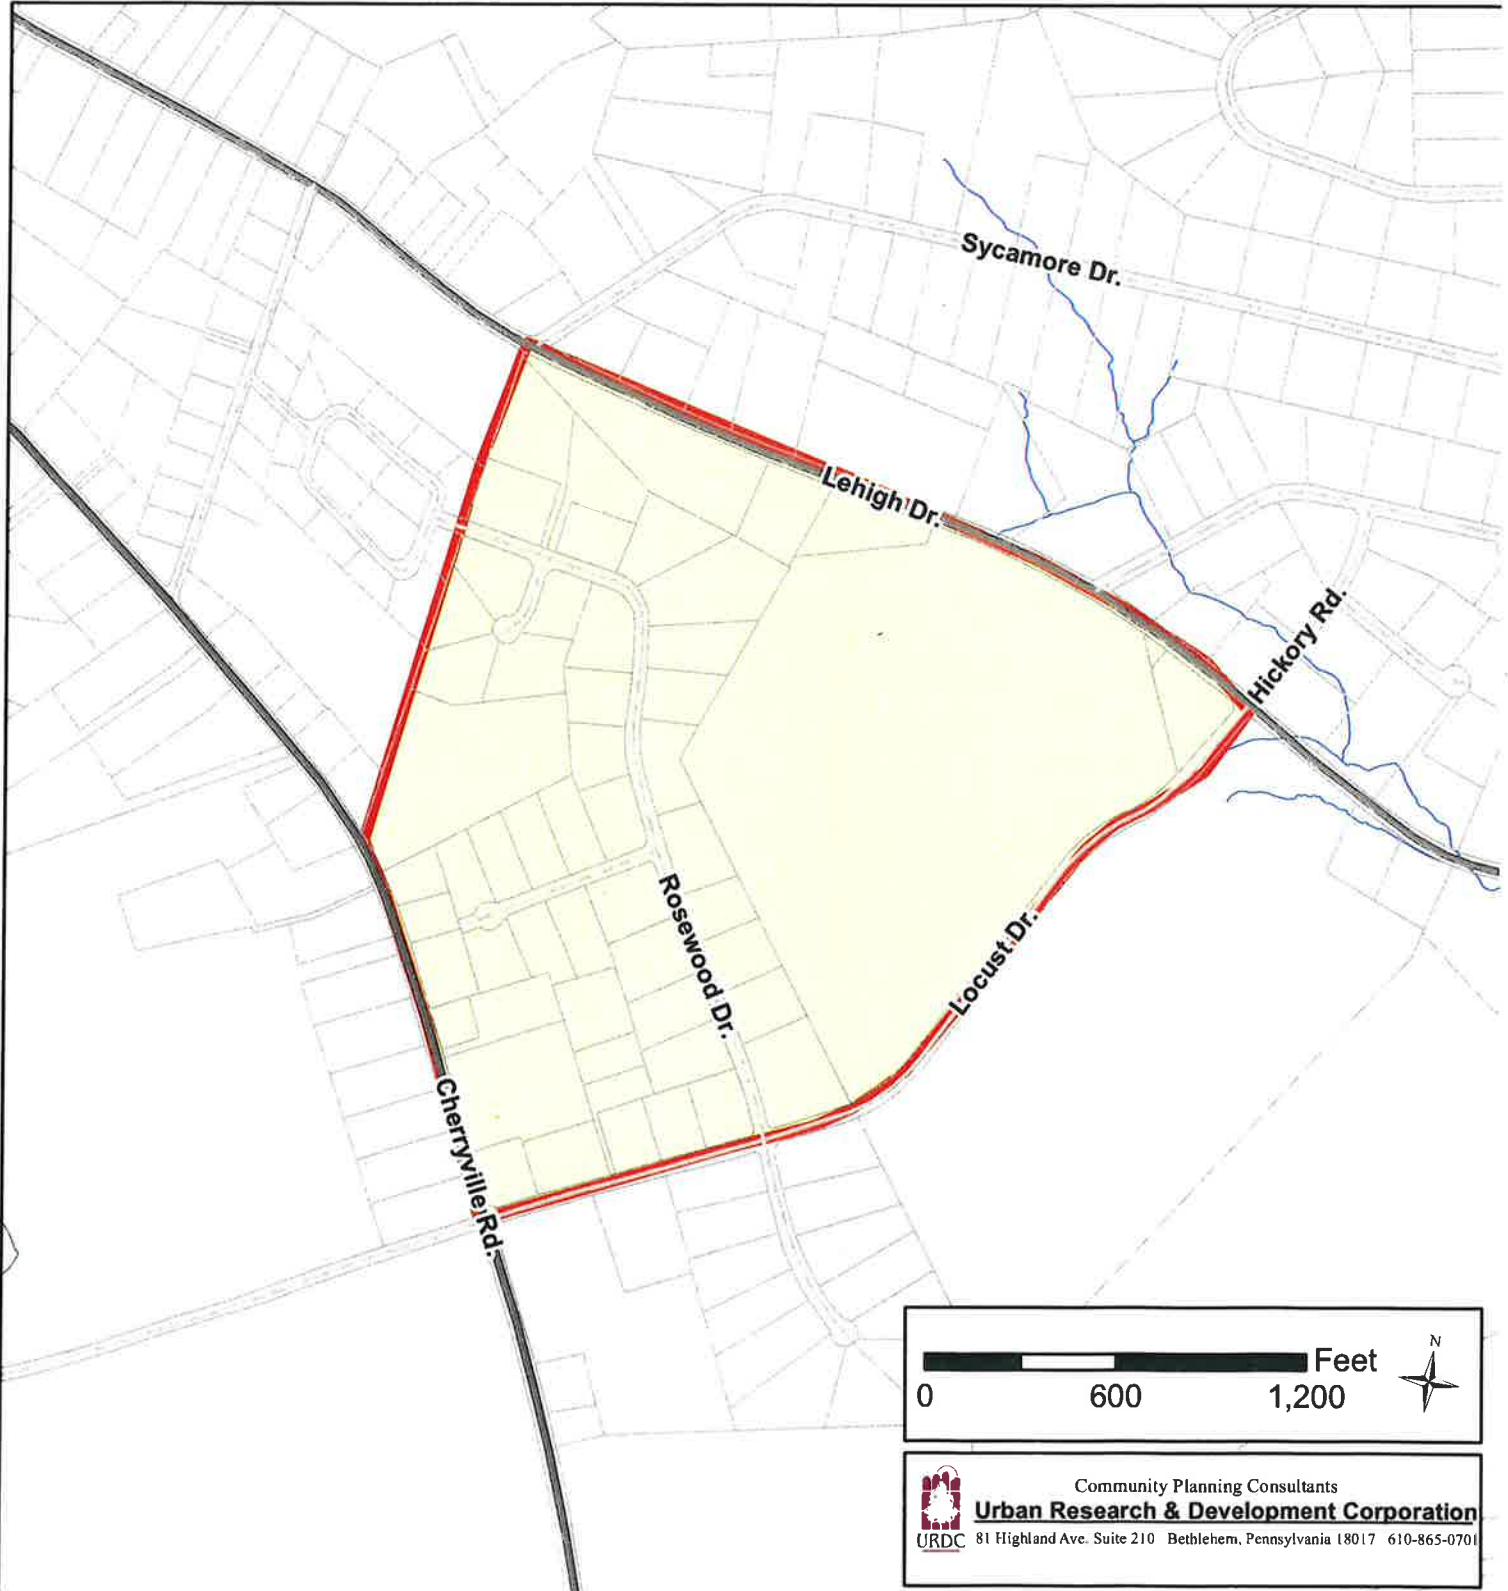 Sycamore Dr.
Lehigh Dr.
Hickory Rd.
Rosewood Dr.
Locust Dr.
Cherryville Rd.
N
Feet
0 600 1,200
Community Planning Consultants
Urban Research & Development Corporation
URDC 81 Highland Ave. Suite 210 Bethlehem, Pennsylvania 18017 610-865-0701